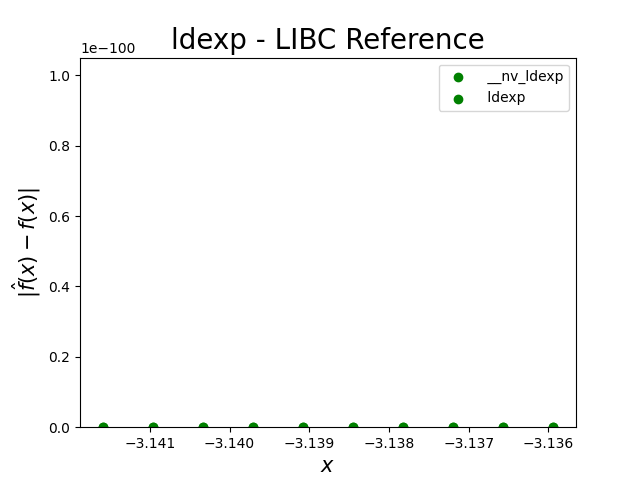 ldexp - LIBC Reference
1e−100
1.0
0.8
0.6
0.4
0.2
0.0
|f̂(x) − f(x)|
__nv_ldexp
ldexp
−3.141 −3.140 −3.139 −3.138 −3.137 −3.136
x